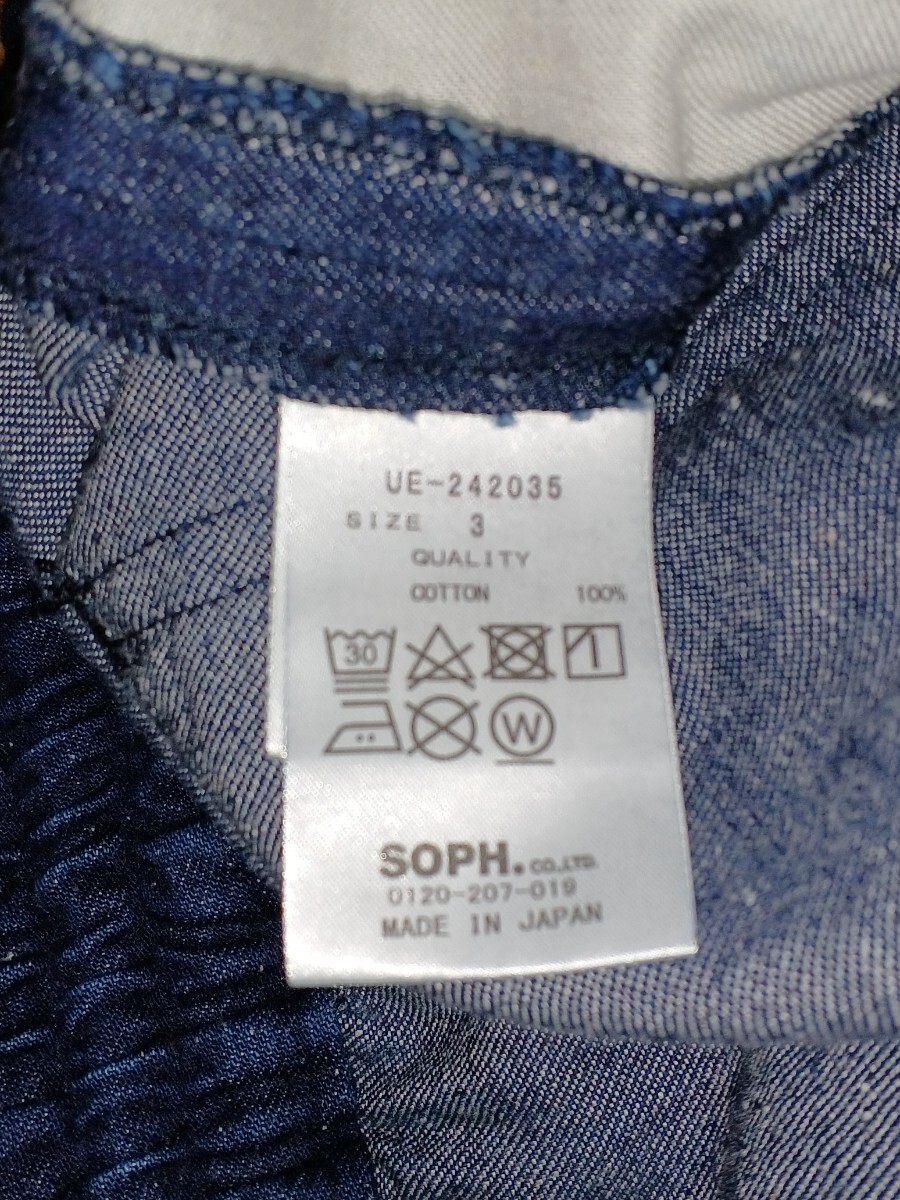 UE-242035
SIZE 3
QUALITY
COTTON 100%
30
W
SOPH. CO.,LTD.
0120-207-019
MADE IN JAPAN